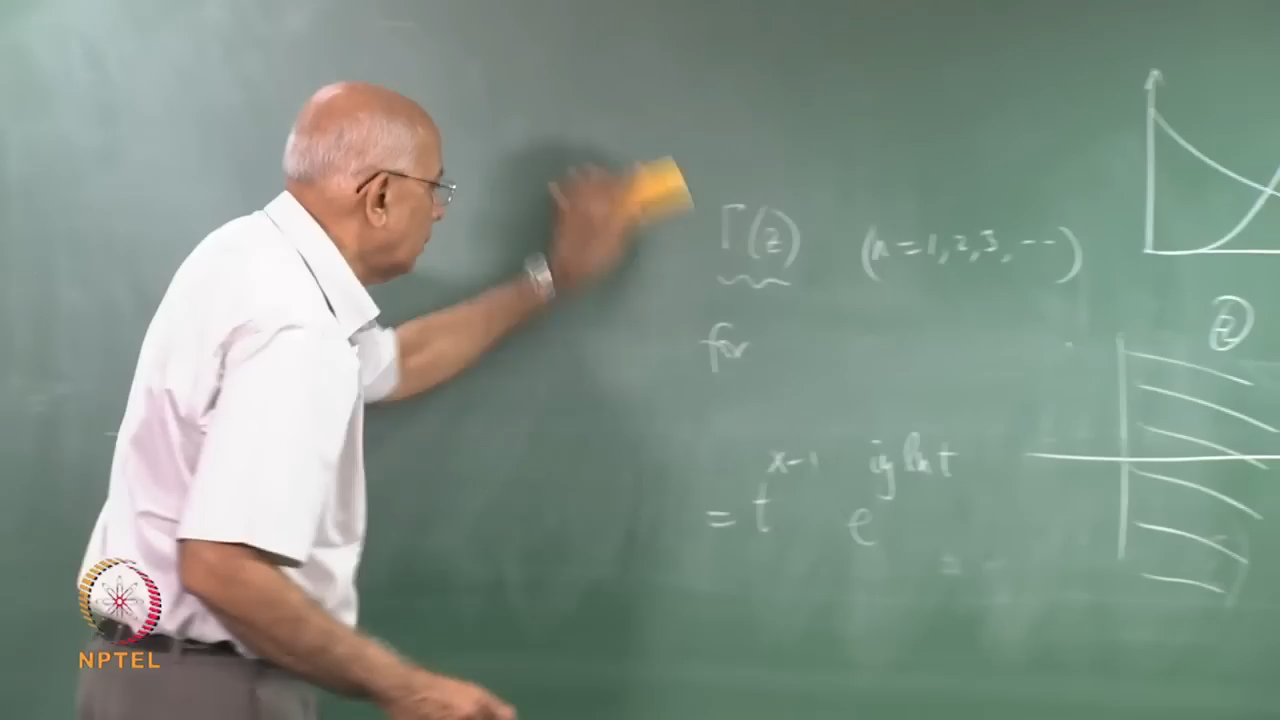 Γ(z) (n=1,2,3,--)
z
for
= t^{x-1} e^{iy ln t}
NPTEL